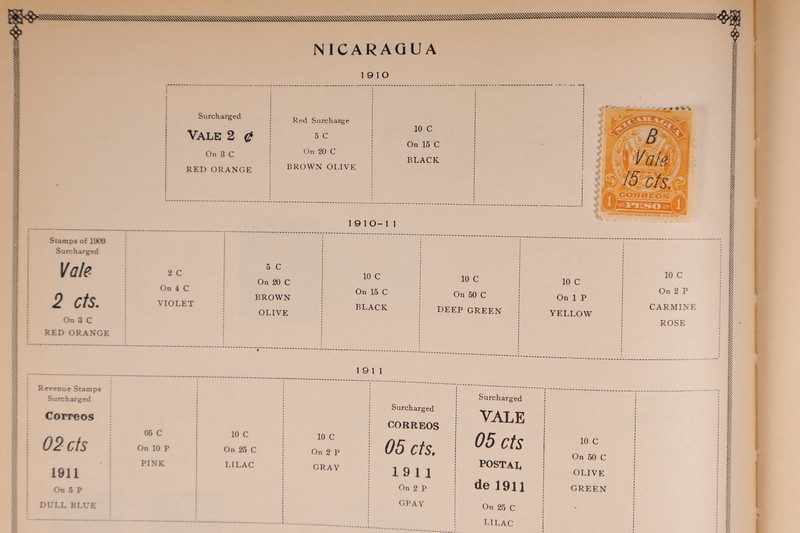 NICARAGUA
1910
Surcharged
VALE 2 ¢
On 3 C
RED ORANGE
Red Surcharge
5 C
On 20 C
BROWN OLIVE
10 C
On 15 C
BLACK
NICARAGUA
B
Vale
15 cts.
CORREOS
1 PESO 1
1910-11
Stamps of 1909
Surcharged
Vale
2 cts.
On 3 C
RED ORANGE
2 C
On 4 C
VIOLET
5 C
On 20 C
BROWN
OLIVE
10 C
On 15 C
BLACK
10 C
On 50 C
DEEP GREEN
10 C
On 1 P
YELLOW
10 C
On 2 P
CARMINE
ROSE
1911
Revenue Stamps
Surcharged
Correos
02 cts
1911
On 5 P
DULL BLUE
05 C
On 10 P
PINK
10 C
On 25 C
LILAC
10 C
On 2 P
GRAY
Surcharged
CORREOS
05 cts.
1911
On 2 P
GPAY
Surcharged
VALE
05 cts
POSTAL
de 1911
On 25 C
LILAC
10 C
On 50 C
OLIVE
GREEN